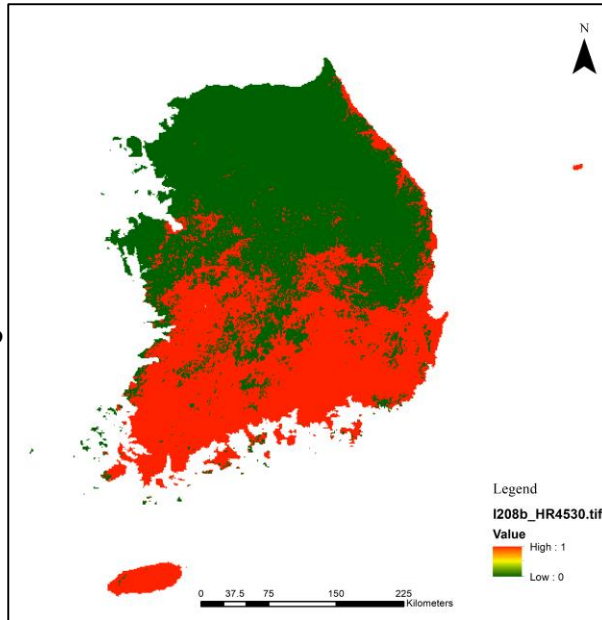 N
Legend
I208b_HR4530.tif
Value
High : 1
Low : 0
0 37.5 75 150 225
Kilometers